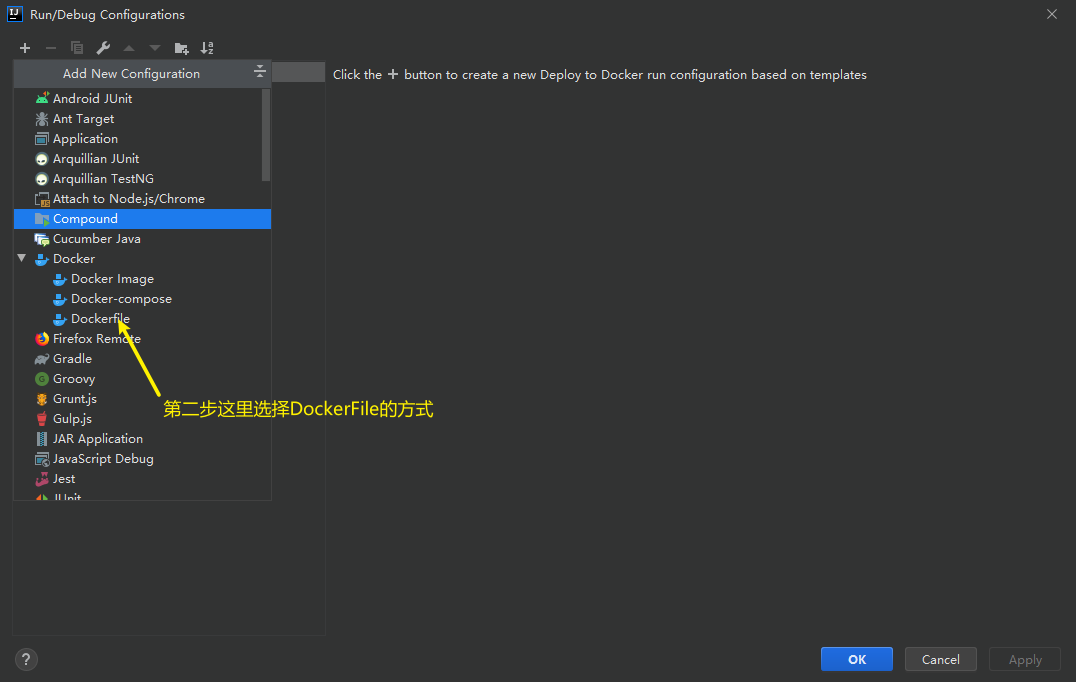 Run/Debug Configurations
Add New Configuration
Click the + button to create a new Deploy to Docker run configuration based on templates
Android JUnit
Ant Target
Application
Arquillian JUnit
Arquillian TestNG
Attach to Node.js/Chrome
Compound
Cucumber Java
Docker
Docker Image
Docker-compose
Dockerfile
Firefox Remote
Gradle
Groovy
第二步这里选择DockerFile的方式
Grunt.js
Gulp.js
JAR Application
JavaScript Debug
Jest
JUnit
?
OK
Cancel
Apply